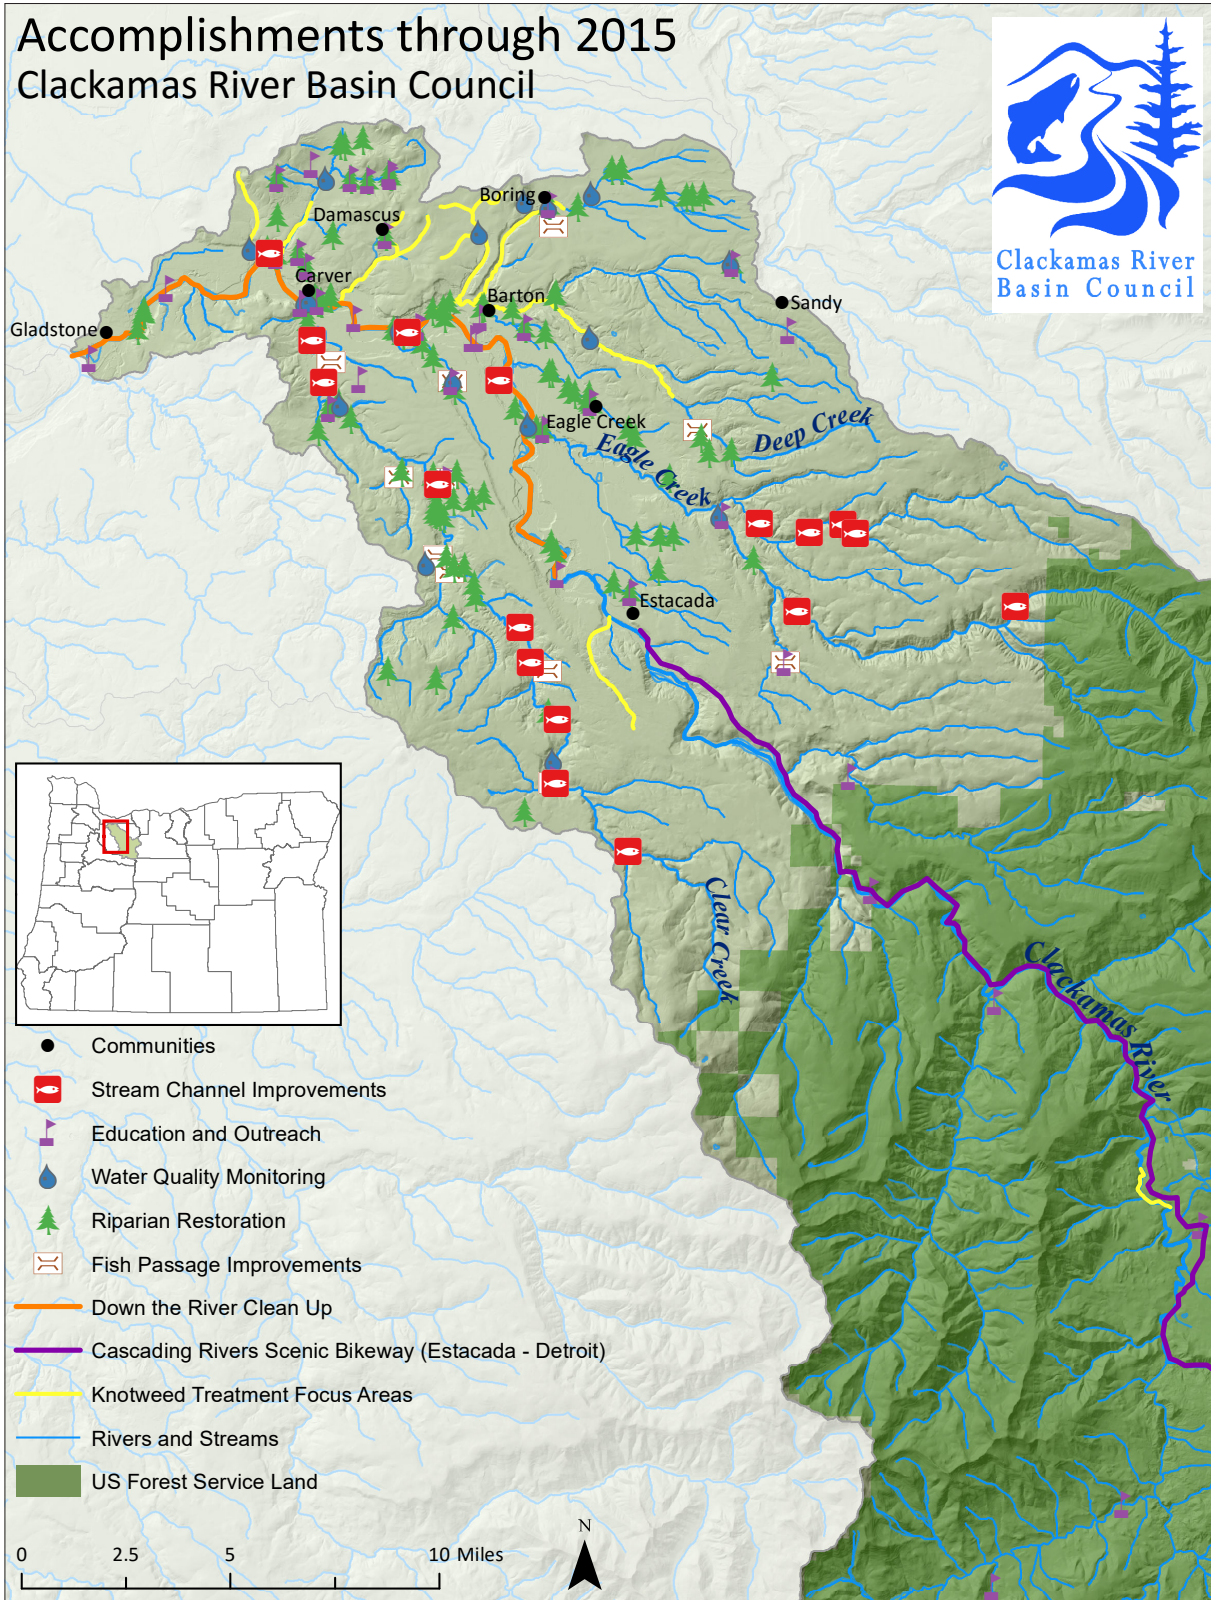 Accomplishments through 2015
Clackamas River Basin Council
Clackamas River
Basin Council
Boring
Damascus
Carver
Barton
Sandy
Gladstone
Eagle Creek
Deep Creek
Eagle Creek
Estacada
Clear Creek
Clackamas River
Communities
Stream Channel Improvements
Education and Outreach
Water Quality Monitoring
Riparian Restoration
Fish Passage Improvements
Down the River Clean Up
Cascading Rivers Scenic Bikeway (Estacada - Detroit)
Knotweed Treatment Focus Areas
Rivers and Streams
US Forest Service Land
N
0 2.5 5 10 Miles